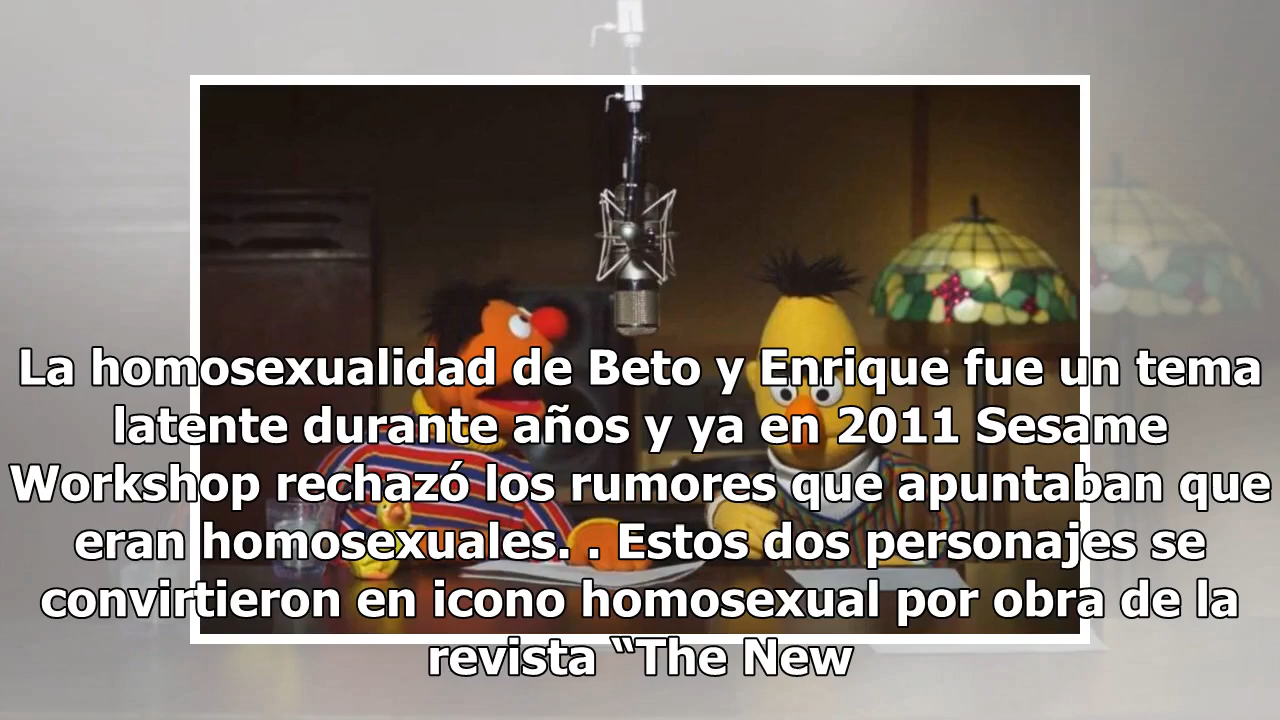 La homosexualidad de Beto y Enrique fue un tema
latente durante años y ya en 2011 Sesame
Workshop rechazó los rumores que apuntaban que
eran homosexuales. . Estos dos personajes se
convirtieron en icono homosexual por obra de la
revista “The New